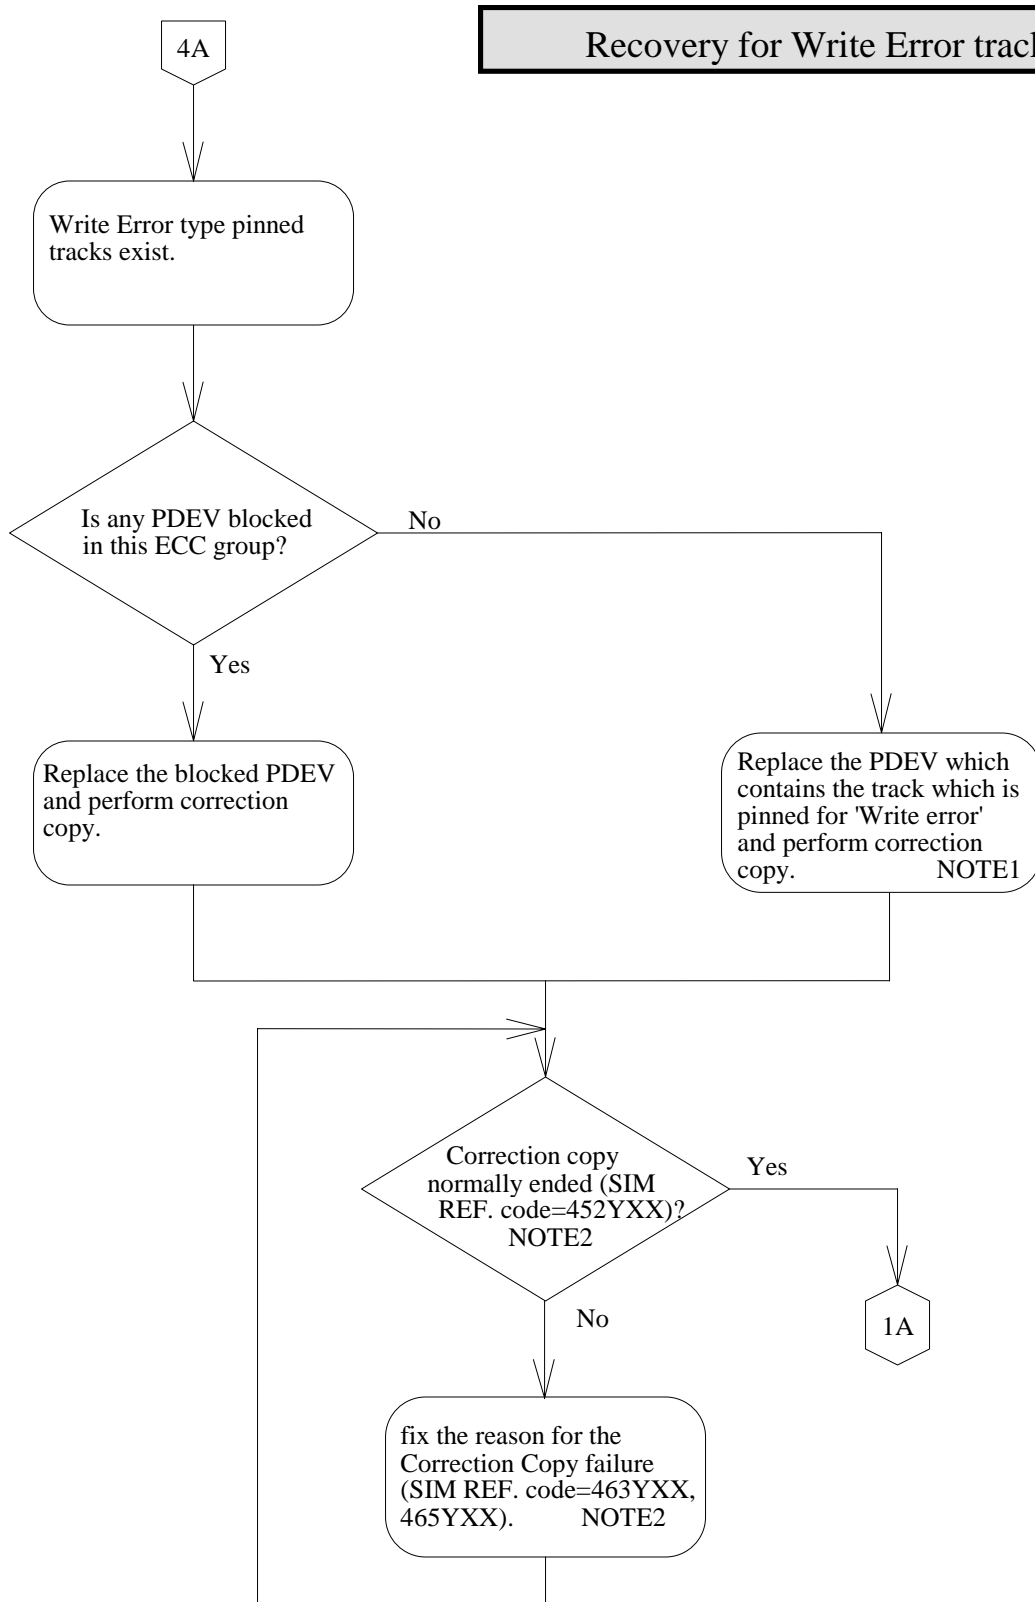 4A
Recovery for Write Error trac
Write Error type pinned
tracks exist.
Is any PDEV blocked
in this ECC group?
No
Yes
Replace the blocked PDEV
and perform correction
copy.
Replace the PDEV which
contains the track which is
pinned for 'Write error'
and perform correction
copy. NOTE1
Correction copy
normally ended (SIM
REF. code=452YXX)?
NOTE2
Yes
No
1A
fix the reason for the
Correction Copy failure
(SIM REF. code=463YXX,
465YXX). NOTE2